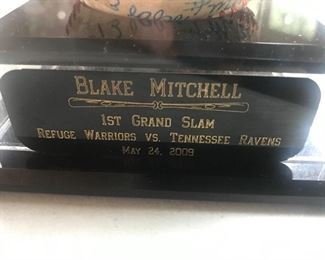 Blake Mitchell
1st Grand Slam
Refuge Warriors vs. Tennessee Ravens
May 24, 2009